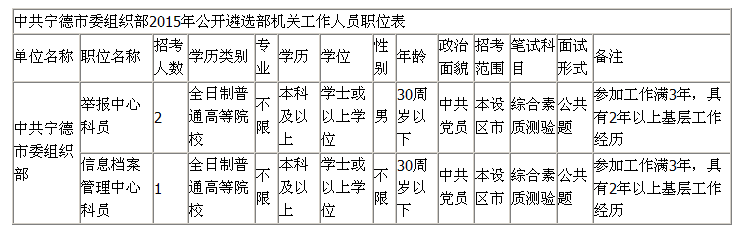 中共宁德市委组织部2015年公开遴选部机关工作人员职位表
单位名称 职位名称 招考人数 学历类别 专业 学历 学位 性别 年龄 政治面貌 招考范围 笔试科目 面试形式 备注
中共宁德市委组织部 举报中心科员 2 全日制普通高等院校 不限 本科及以上 学士或以上学位 男 30周岁以下 中共党员 本设区市 综合素质测验 公共题 参加工作满3年，具有2年以上基层工作经历
信息档案管理中心科员 1 全日制普通高等院校 不限 本科及以上 学士或以上学位 不限 30周岁以下 中共党员 本设区市 综合素质测验 公共题 参加工作满3年，具有2年以上基层工作经历